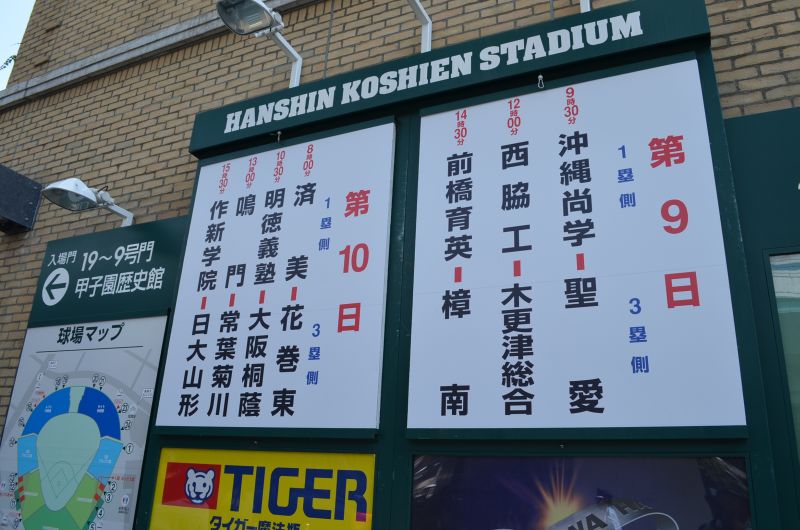 HANSHIN KOSHIEN STADIUM
第9日
1塁側
3塁側
9時30分
沖縄尚学-聖愛
12時00分
西脇工-木更津総合
14時30分
前橋育英-樟南
第10日
1塁側
3塁側
8時00分
済美-花巻東
10時30分
明徳義塾-大阪桐蔭
13時00分
鳴門-常葉菊川
15時30分
作新学院-日大山形
入場門
19〜9号門
甲子園歴史館
球場マップ
TIGER
タイガー魔法瓶